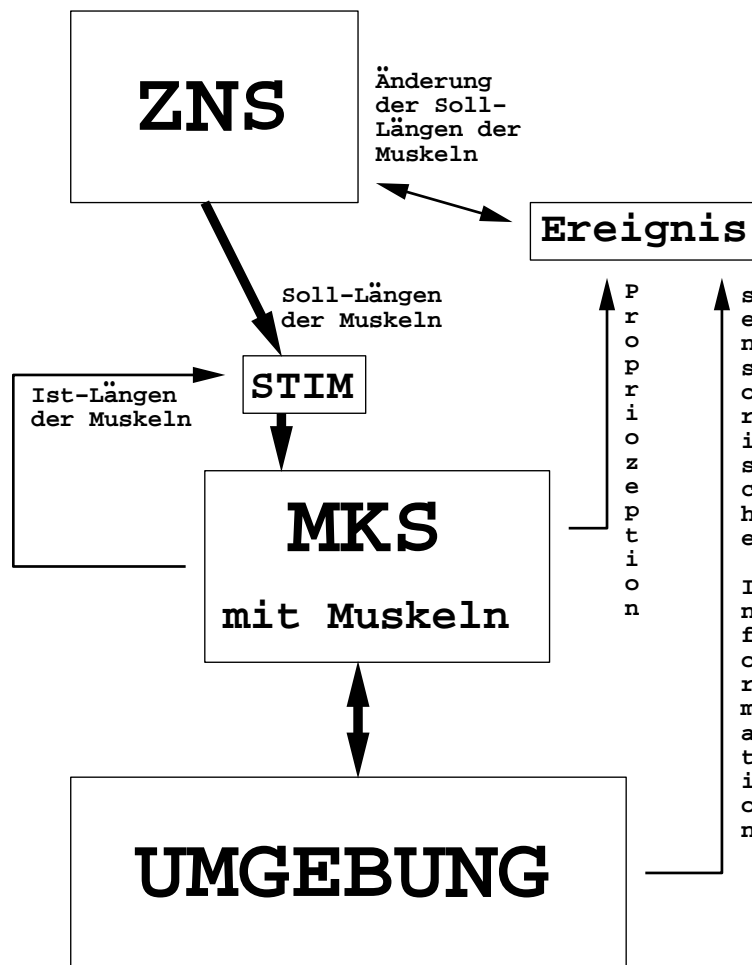 ZNS
Änderung
der Soll-
Längen der
Muskeln
Ereignis
Soll-Längen
der Muskeln
STIM
Ist-Längen
der Muskeln
MKS
mit Muskeln
Propriozeption
sensorische Information
UMGEBUNG